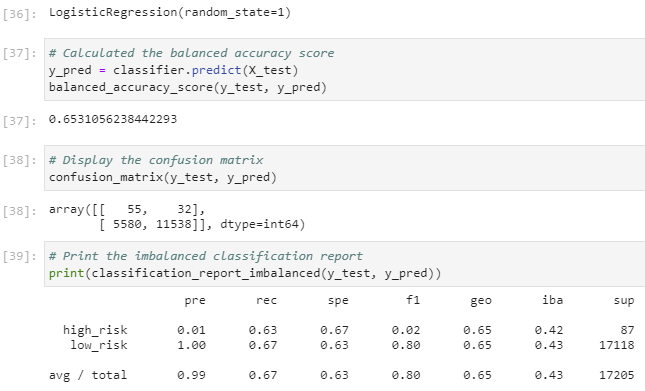 [36]: LogisticRegression(random_state=1)
[37]: # Calculated the balanced accuracy score
y_pred = classifier.predict(X_test)
balanced_accuracy_score(y_test, y_pred)
[37]: 0.6531056238442293
[38]: # Display the confusion matrix
confusion_matrix(y_test, y_pred)
[38]: array([[   55,    32],
       [ 5580, 11538]], dtype=int64)
[39]: # Print the imbalanced classification report
print(classification_report_imbalanced(y_test, y_pred))
pre rec spe f1 geo iba sup
high_risk 0.01 0.63 0.67 0.02 0.65 0.42 87
low_risk 1.00 0.67 0.63 0.80 0.65 0.43 17118
avg / total 0.99 0.67 0.63 0.80 0.65 0.43 17205